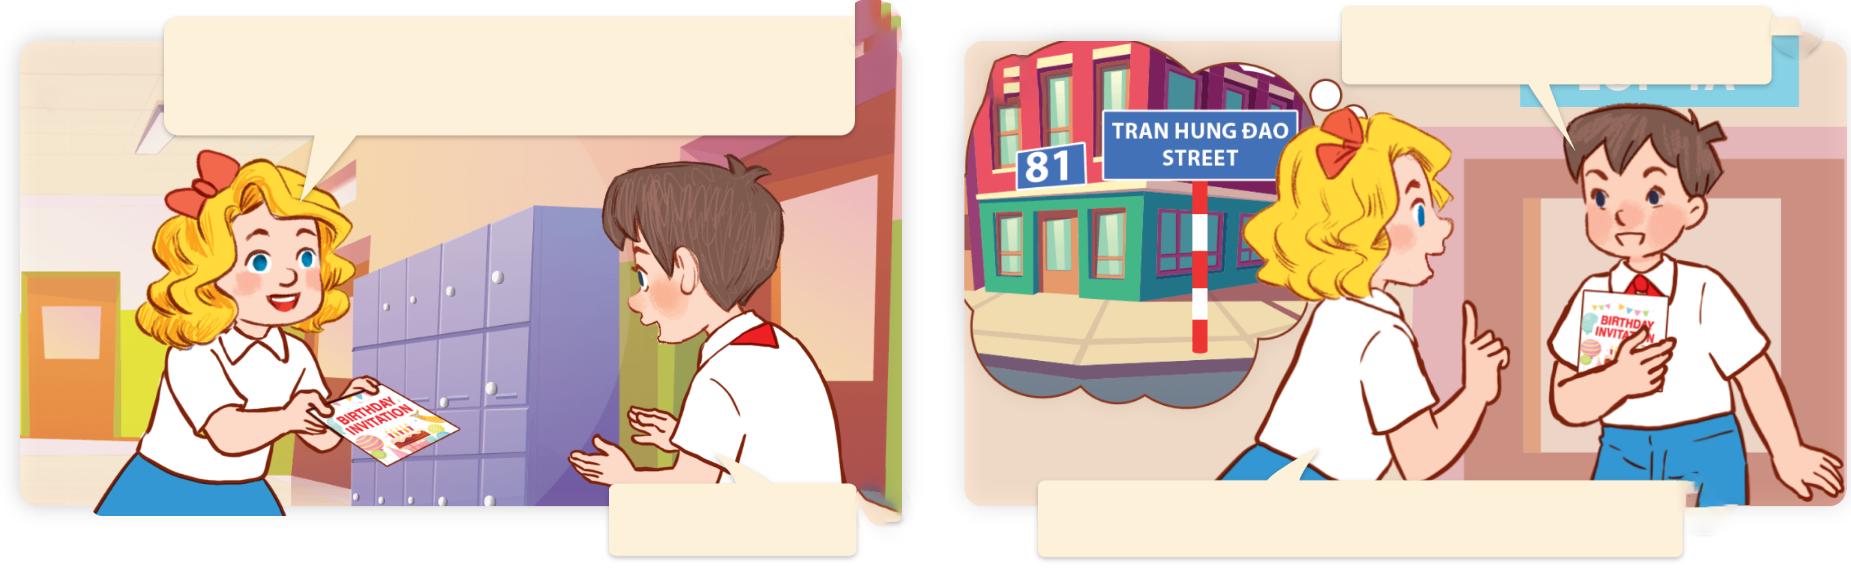 BIRTHDAY
INVITATION
81
TRAN HUNG ĐAO
STREET
BIRTHDAY